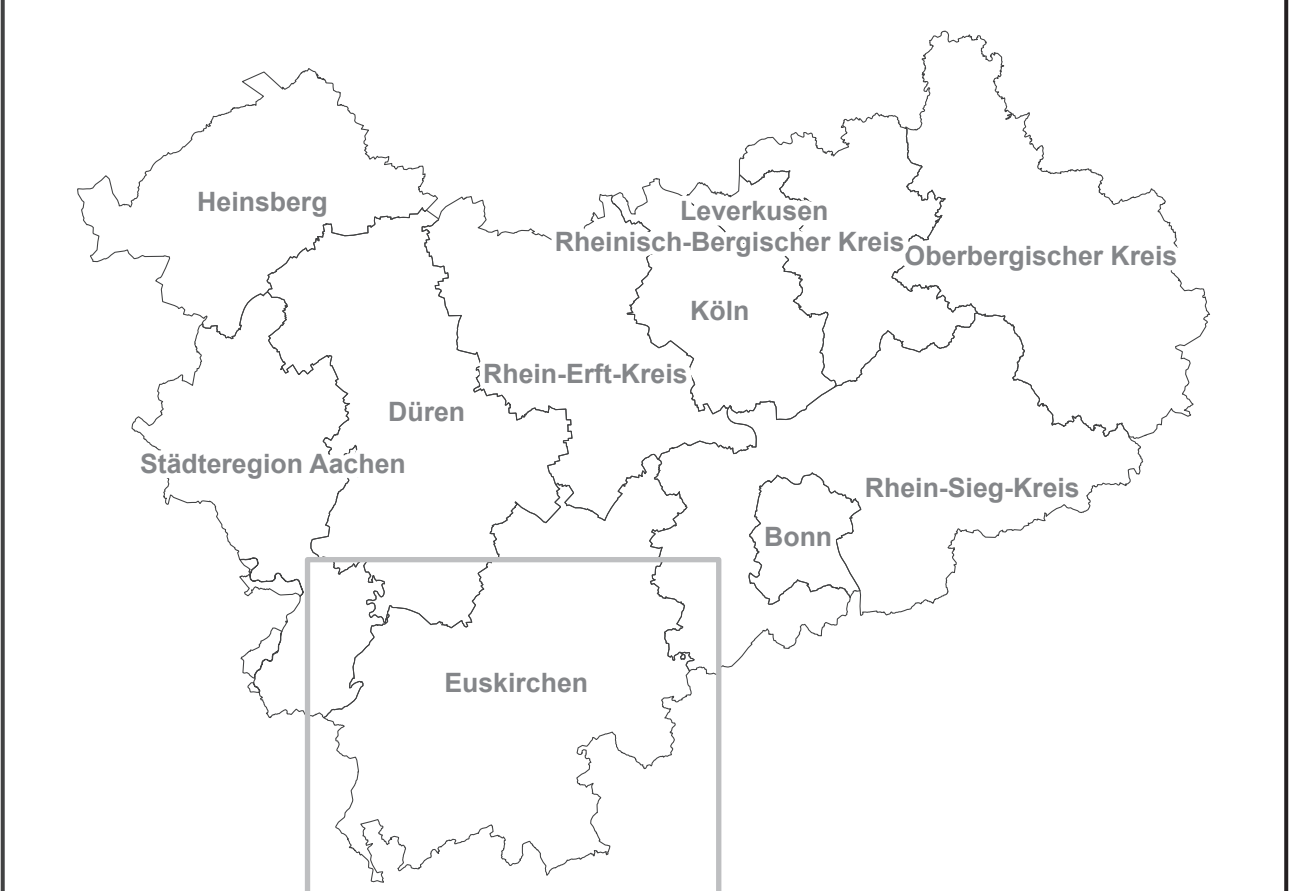 Heinsberg
Leverkusen
Rheinisch-Bergischer Kreis
Oberbergischer Kreis
Köln
Rhein-Erft-Kreis
Düren
Städteregion Aachen
Rhein-Sieg-Kreis
Bonn
Euskirchen